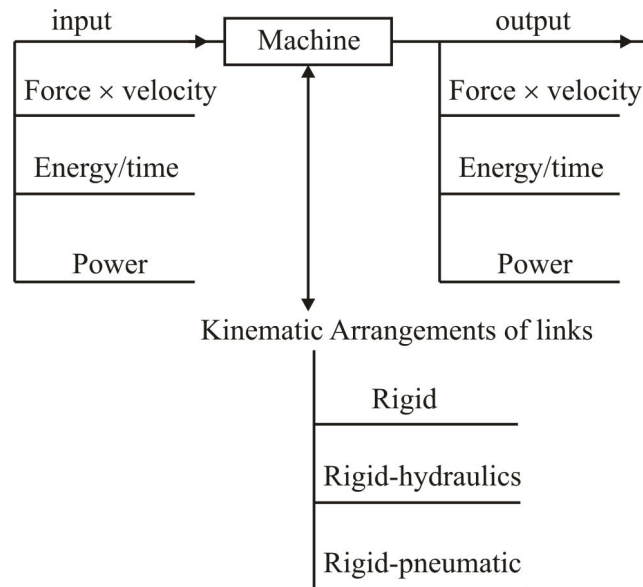 input
Machine
output
Force × velocity
Force × velocity
Energy/time
Energy/time
Power
Power
Kinematic Arrangements of links
Rigid
Rigid-hydraulics
Rigid-pneumatic